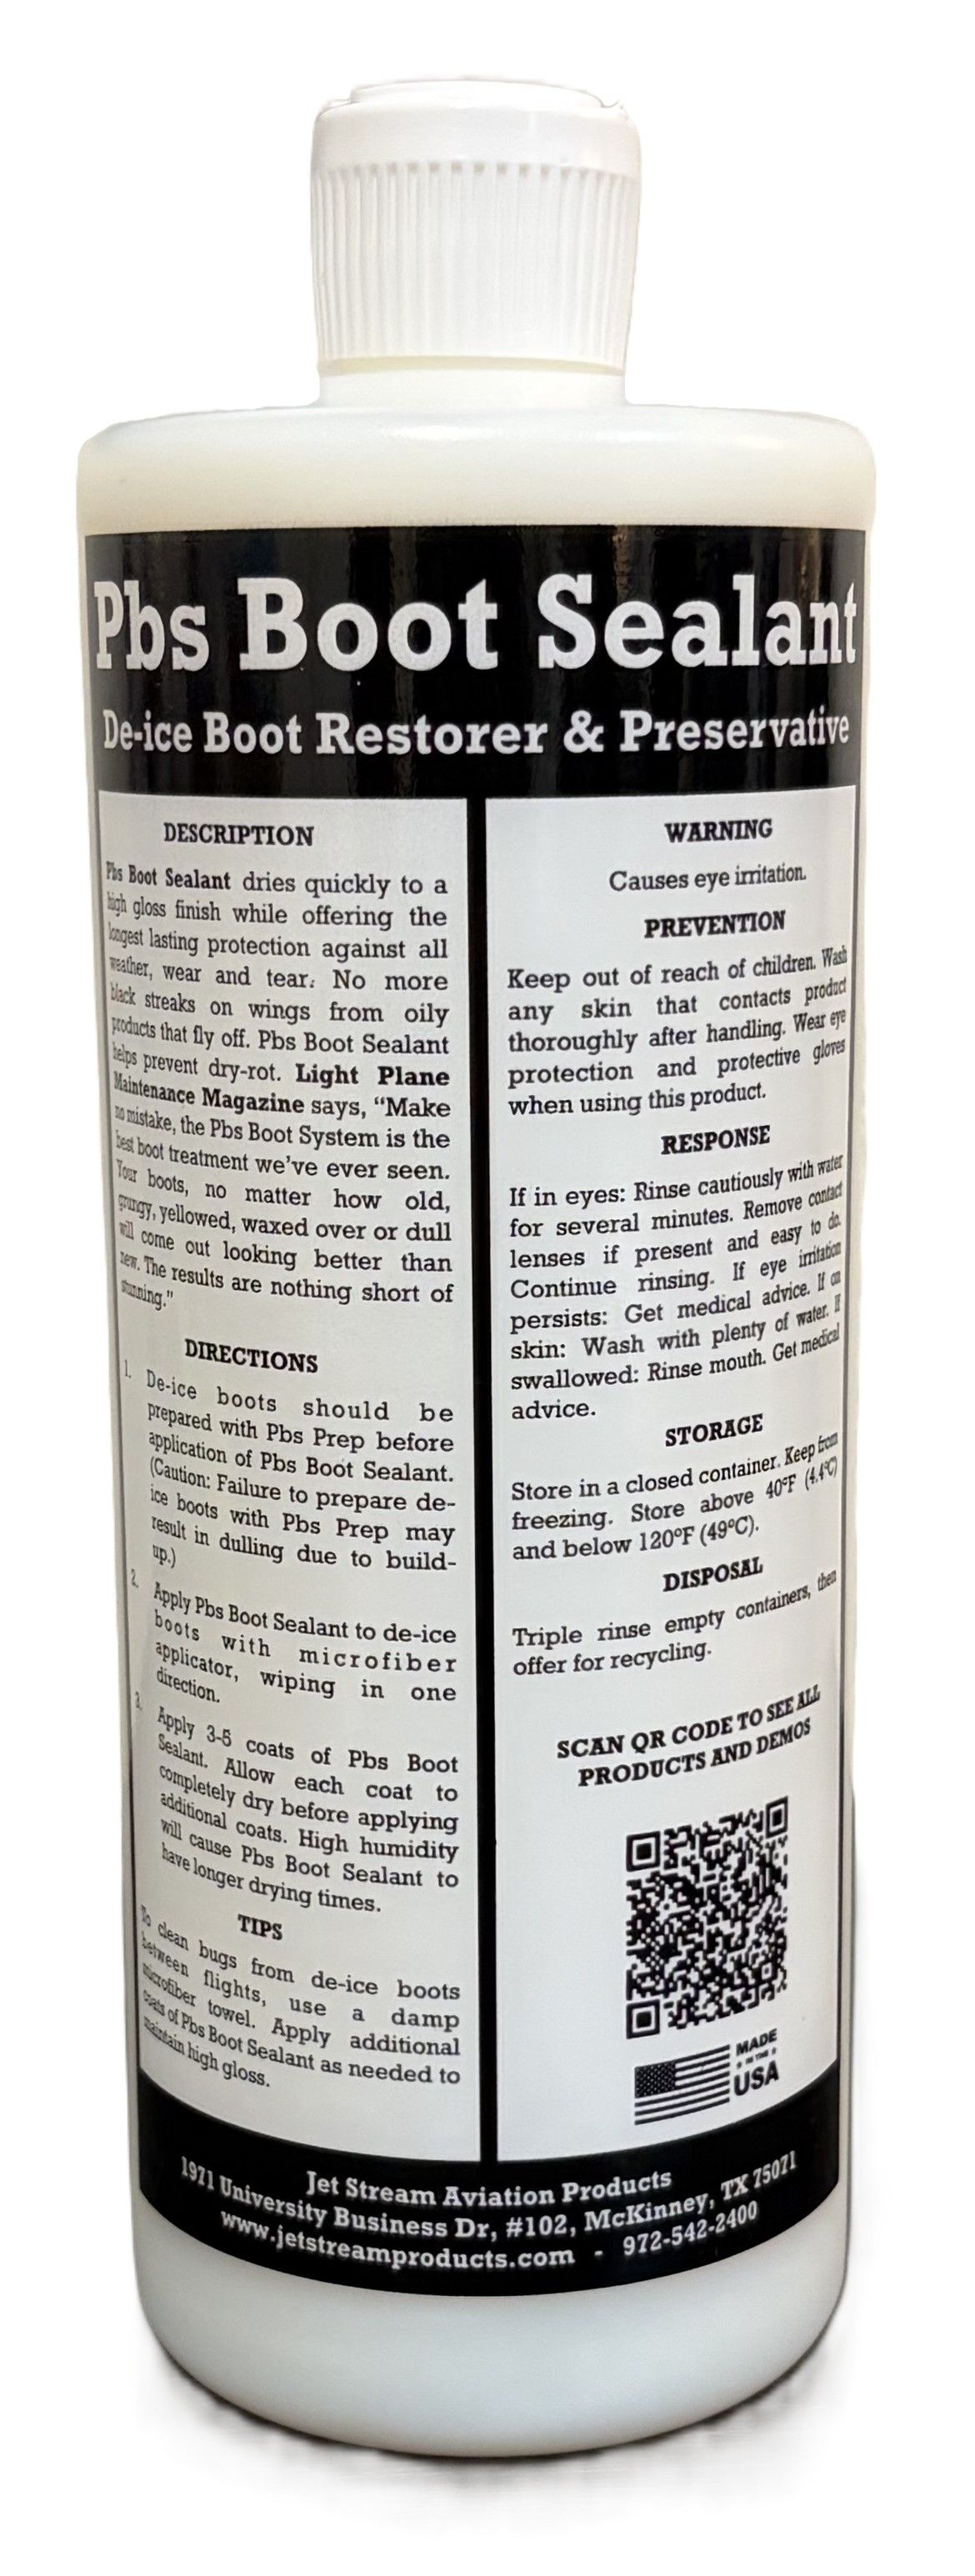 Pbs Boot Sealant
De-ice Boot Restorer & Preservative
DESCRIPTION
Pbs Boot Sealant dries quickly to a
high gloss finish while offering the
longest lasting protection against all
weather, wear and tear. No more
black streaks on wings from oily
products that fly off. Pbs Boot Sealant
helps prevent dry-rot. Light Plane
Maintenance Magazine says, “Make
no mistake, the Pbs Boot System is the
best boot treatment we’ve ever seen.
Your boots, no matter how old,
grungy, yellowed, waxed over or dull
will come out looking better than
new. The results are nothing short of
stunning.”
DIRECTIONS
1. De-ice boots should be
prepared with Pbs Prep before
application of Pbs Boot Sealant.
(Caution: Failure to prepare de-
ice boots with Pbs Prep may
result in dulling due to build-
up.)
2. Apply Pbs Boot Sealant to de-ice
boots with microfiber
applicator, wiping in one
direction.
3. Apply 3-5 coats of Pbs Boot
Sealant. Allow each coat to
completely dry before applying
additional coats. High humidity
will cause Pbs Boot Sealant to
have longer drying times.
TIPS
To clean bugs from de-ice boots
between flights, use a damp
microfiber towel. Apply additional
coats of Pbs Boot Sealant as needed to
maintain high gloss.
WARNING
Causes eye irritation.
PREVENTION
Keep out of reach of children. Wash
any skin that contacts product
thoroughly after handling. Wear eye
protection and protective gloves
when using this product.
RESPONSE
If in eyes: Rinse cautiously with water
for several minutes. Remove contact
lenses if present and easy to do.
Continue rinsing. If eye irritation
persists: Get medical advice. If on
skin: Wash with plenty of water. If
swallowed: Rinse mouth. Get medical
advice.
STORAGE
Store in a closed container. Keep from
freezing. Store above 40ºF (4.4ºC)
and below 120ºF (49ºC).
DISPOSAL
Triple rinse empty containers, then
offer for recycling.
SCAN QR CODE TO SEE ALL
PRODUCTS AND DEMOS
MADE
★ IN THE ★
USA
Jet Stream Aviation Products
1971 University Business Dr, #102, McKinney, TX 75071
www.jetstreamproducts.com - 972-542-2400